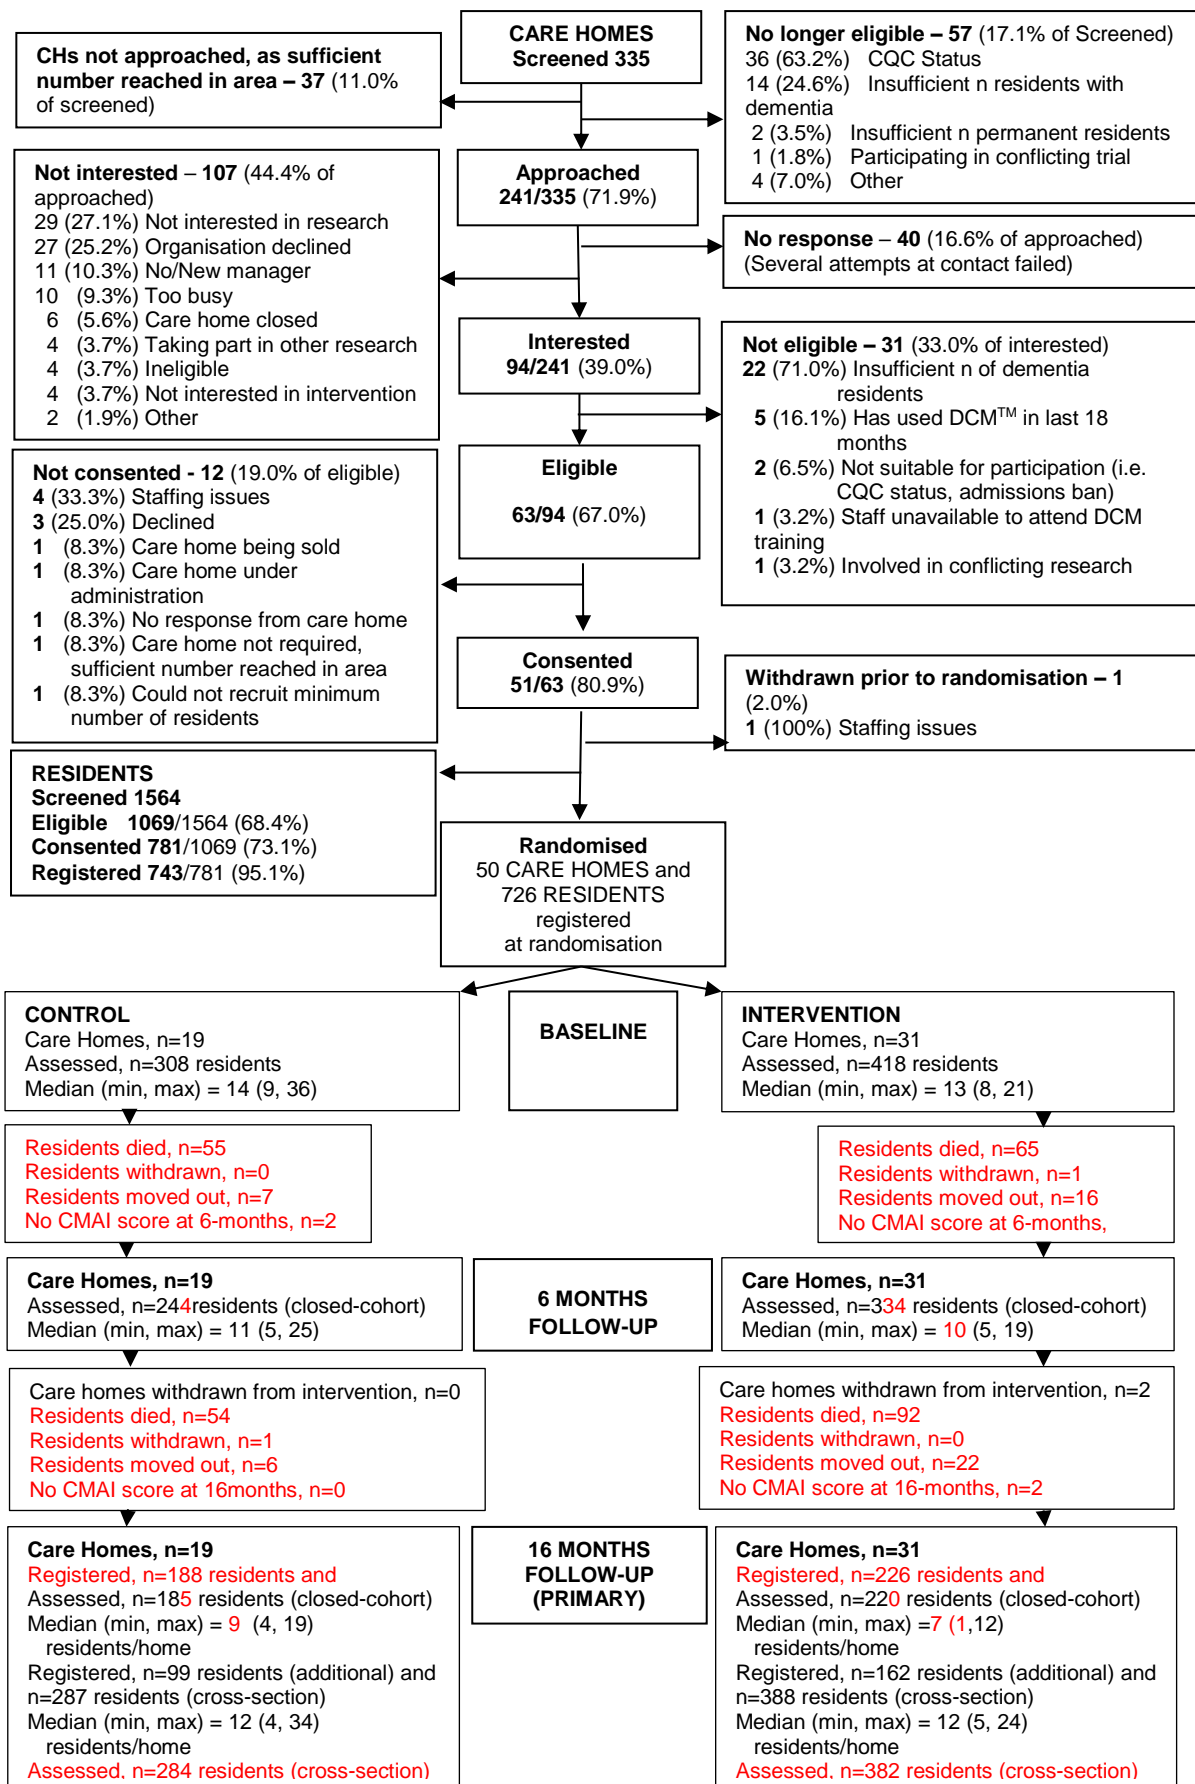 CARE HOMES
Screened 335
CHs not approached, as sufficient
number reached in area – 37 (11.0%
of screened)
No longer eligible – 57 (17.1% of Screened)
36 (63.2%) CQC Status
14 (24.6%) Insufficient n residents with
dementia
2 (3.5%) Insufficient n permanent residents
1 (1.8%) Participating in conflicting trial
4 (7.0%) Other
Approached
241/335 (71.9%)
Not interested – 107 (44.4% of
approached)
29 (27.1%) Not interested in research
27 (25.2%) Organisation declined
11 (10.3%) No/New manager
10 (9.3%) Too busy
6 (5.6%) Care home closed
4 (3.7%) Taking part in other research
4 (3.7%) Ineligible
4 (3.7%) Not interested in intervention
2 (1.9%) Other
No response – 40 (16.6% of approached)
(Several attempts at contact failed)
Interested
94/241 (39.0%)
Not eligible – 31 (33.0% of interested)
22 (71.0%) Insufficient n of dementia
residents
5 (16.1%) Has used DCM™ in last 18
months
2 (6.5%) Not suitable for participation (i.e.
CQC status, admissions ban)
1 (3.2%) Staff unavailable to attend DCM
training
1 (3.2%) Involved in conflicting research
Eligible
63/94 (67.0%)
Not consented - 12 (19.0% of eligible)
4 (33.3%) Staffing issues
3 (25.0%) Declined
1 (8.3%) Care home being sold
1 (8.3%) Care home under
administration
1 (8.3%) No response from care home
1 (8.3%) Care home not required,
sufficient number reached in area
1 (8.3%) Could not recruit minimum
number of residents
Consented
51/63 (80.9%)
Withdrawn prior to randomisation – 1
(2.0%)
1 (100%) Staffing issues
RESIDENTS
Screened 1564
Eligible 1069/1564 (68.4%)
Consented 781/1069 (73.1%)
Registered 743/781 (95.1%)
Randomised
50 CARE HOMES and
726 RESIDENTS
registered
at randomisation
CONTROL
Care Homes, n=19
Assessed, n=308 residents
Median (min, max) = 14 (9, 36)
BASELINE
INTERVENTION
Care Homes, n=31
Assessed, n=418 residents
Median (min, max) = 13 (8, 21)
Residents died, n=55
Residents withdrawn, n=0
Residents moved out, n=7
No CMAI score at 6-months, n=2
Residents died, n=65
Residents withdrawn, n=1
Residents moved out, n=16
No CMAI score at 6-months,
Care Homes, n=19
Assessed, n=244residents (closed-cohort)
Median (min, max) = 11 (5, 25)
6 MONTHS
FOLLOW-UP
Care Homes, n=31
Assessed, n=334 residents (closed-cohort)
Median (min, max) = 10 (5, 19)
Care homes withdrawn from intervention, n=0
Residents died, n=54
Residents withdrawn, n=1
Residents moved out, n=6
No CMAI score at 16months, n=0
Care homes withdrawn from intervention, n=2
Residents died, n=92
Residents withdrawn, n=0
Residents moved out, n=22
No CMAI score at 16-months, n=2
Care Homes, n=19
Registered, n=188 residents and
Assessed, n=185 residents (closed-cohort)
Median (min, max) = 9 (4, 19)
residents/home
Registered, n=99 residents (additional) and
n=287 residents (cross-section)
Median (min, max) = 12 (4, 34)
residents/home
Assessed, n=284 residents (cross-section)
16 MONTHS
FOLLOW-UP
(PRIMARY)
Care Homes, n=31
Registered, n=226 residents and
Assessed, n=220 residents (closed-cohort)
Median (min, max) =7 (1,12)
residents/home
Registered, n=162 residents (additional) and
n=388 residents (cross-section)
Median (min, max) = 12 (5, 24)
residents/home
Assessed, n=382 residents (cross-section)